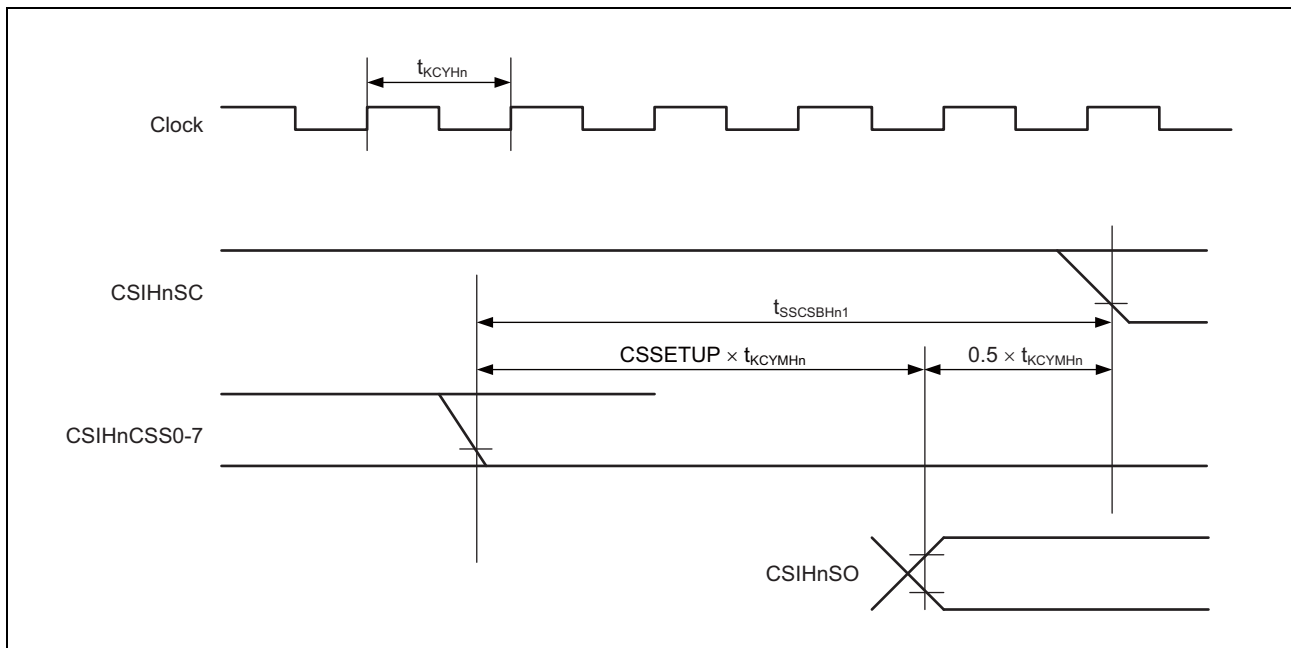 tKCYHn
Clock
CSIHnSC
tSSCSBHn1
CSSETUP × tKCYMHn
0.5 × tKCYMHn
CSIHnCSS0-7
CSIHnSO